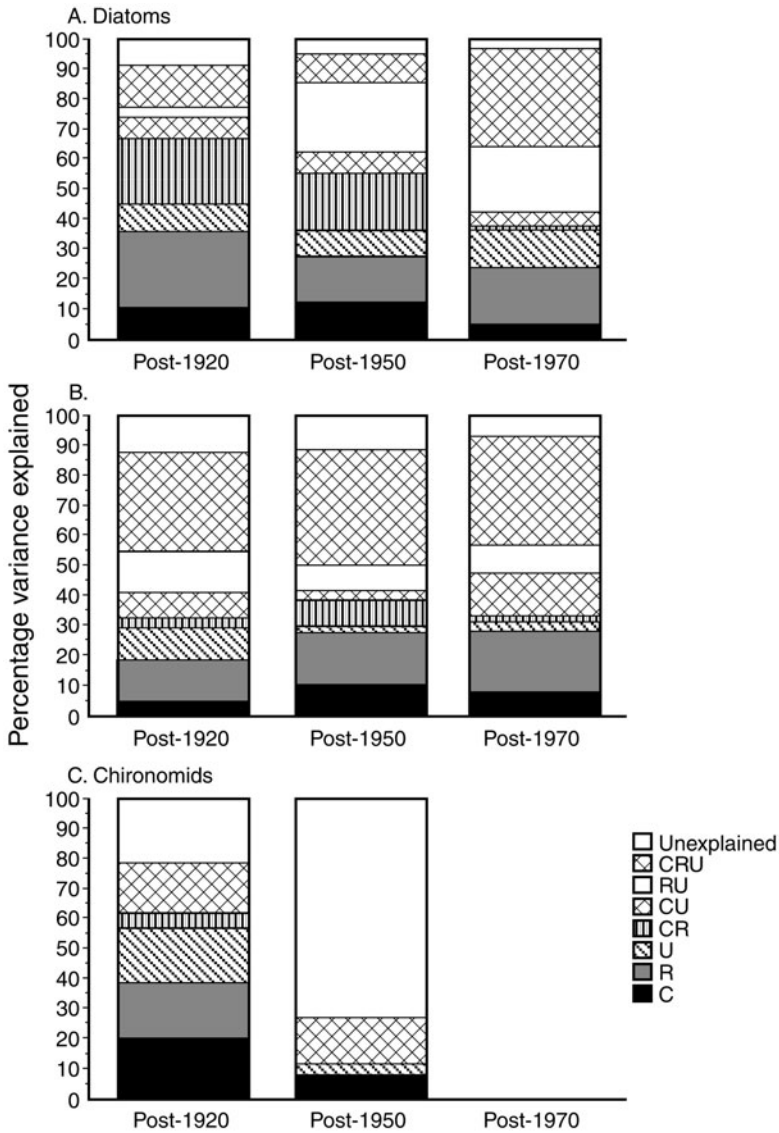 A. Diatoms
100
90
80
70
60
50
40
30
20
10
0
Post-1920 Post-1950 Post-1970
B.
Percentage variance explained
100
90
80
70
60
50
40
30
20
10
0
Post-1920 Post-1950 Post-1970
C. Chironomids
100
90
80
70
60
50
40
30
20
10
0
Post-1920 Post-1950 Post-1970
Unexplained
CRU
RU
CU
CR
U
R
C